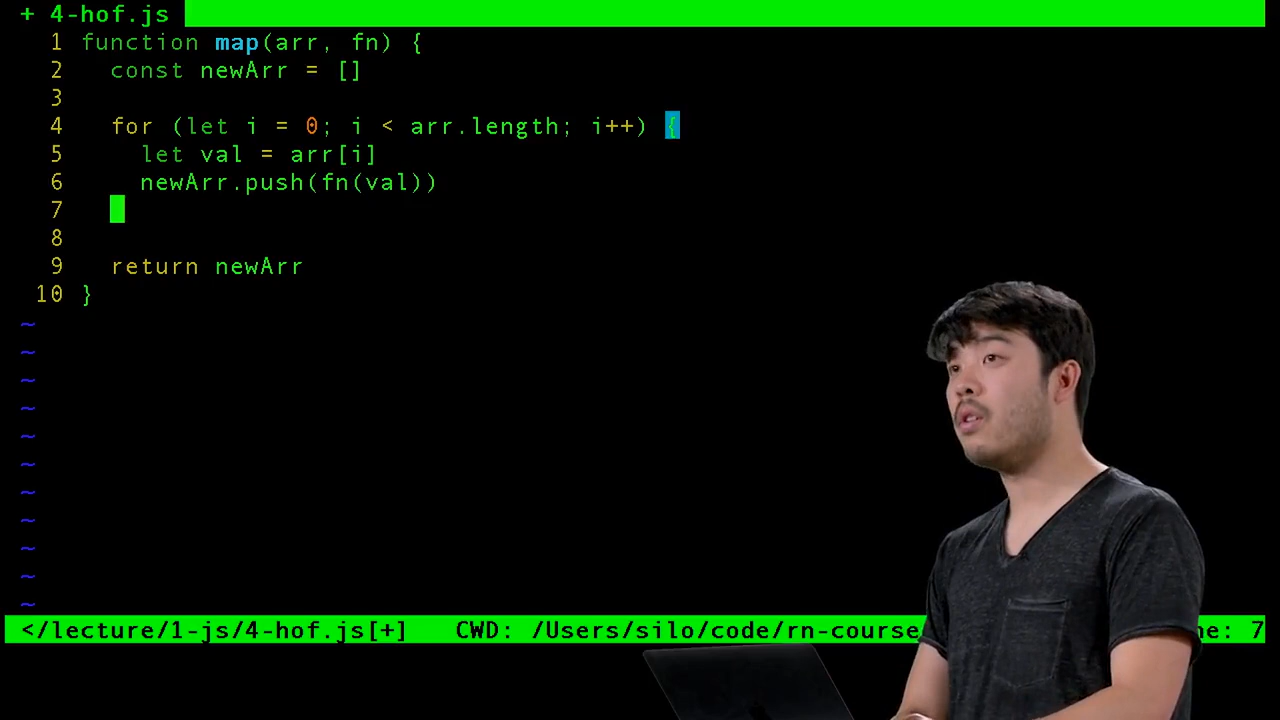 + 4-hof.js
1 function map(arr, fn) {
2   const newArr = []
3
4   for (let i = 0; i < arr.length; i++) {
5     let val = arr[i]
6     newArr.push(fn(val))
7
8
9   return newArr
10 }
~
~
~
~
~
~
~
~
~
~
~
</lecture/1-js/4-hof.js[+]   CWD: /Users/silo/code/rn-course ne: 7